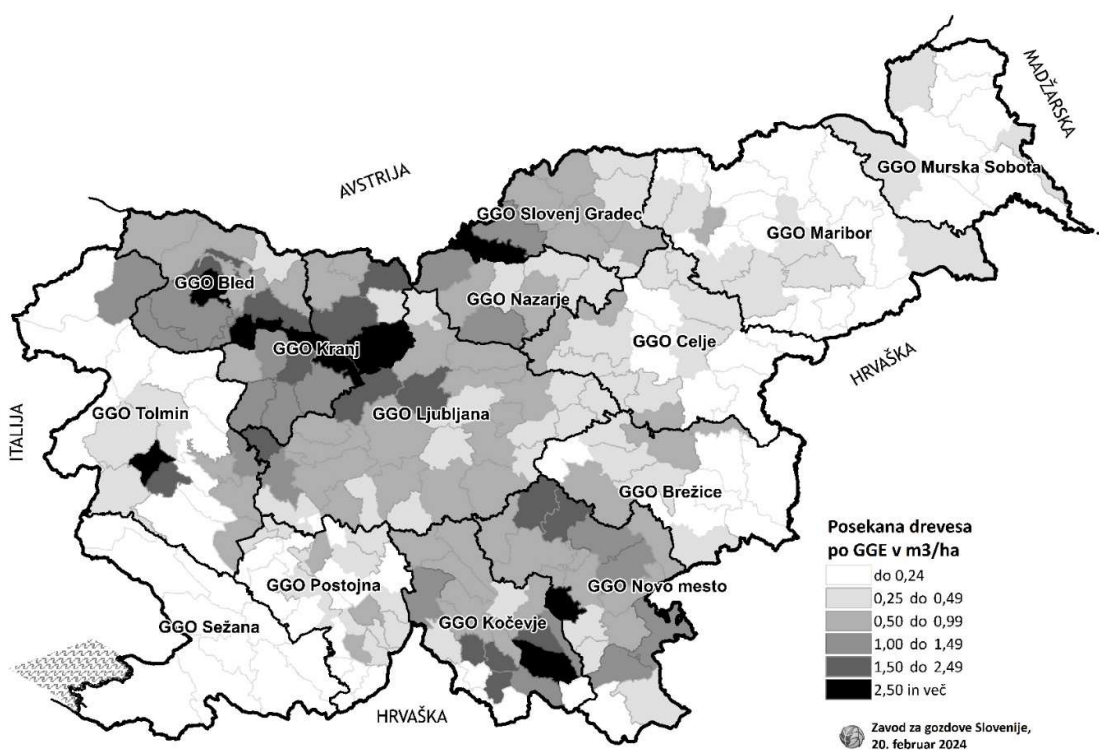 MADŽARSKA
GGO Murska Sobota
AVSTRIJA
GGO Slovenj Gradec
GGO Maribor
GGO Bled
GGO Nazarje
GGO Celje
GGO Kranj
HRVAŠKA
ITALIJA
GGO Tolmin
GGO Ljubljana
GGO Brežice
GGO Postojna
GGO Novo mesto
GGO Sežana
GGO Kočevje
HRVAŠKA
Posekana drevesa
po GGE v m3/ha
do 0,24
0,25 do 0,49
0,50 do 0,99
1,00 do 1,49
1,50 do 2,49
2,50 in več
Zavod za gozdove Slovenije,
20. februar 2024